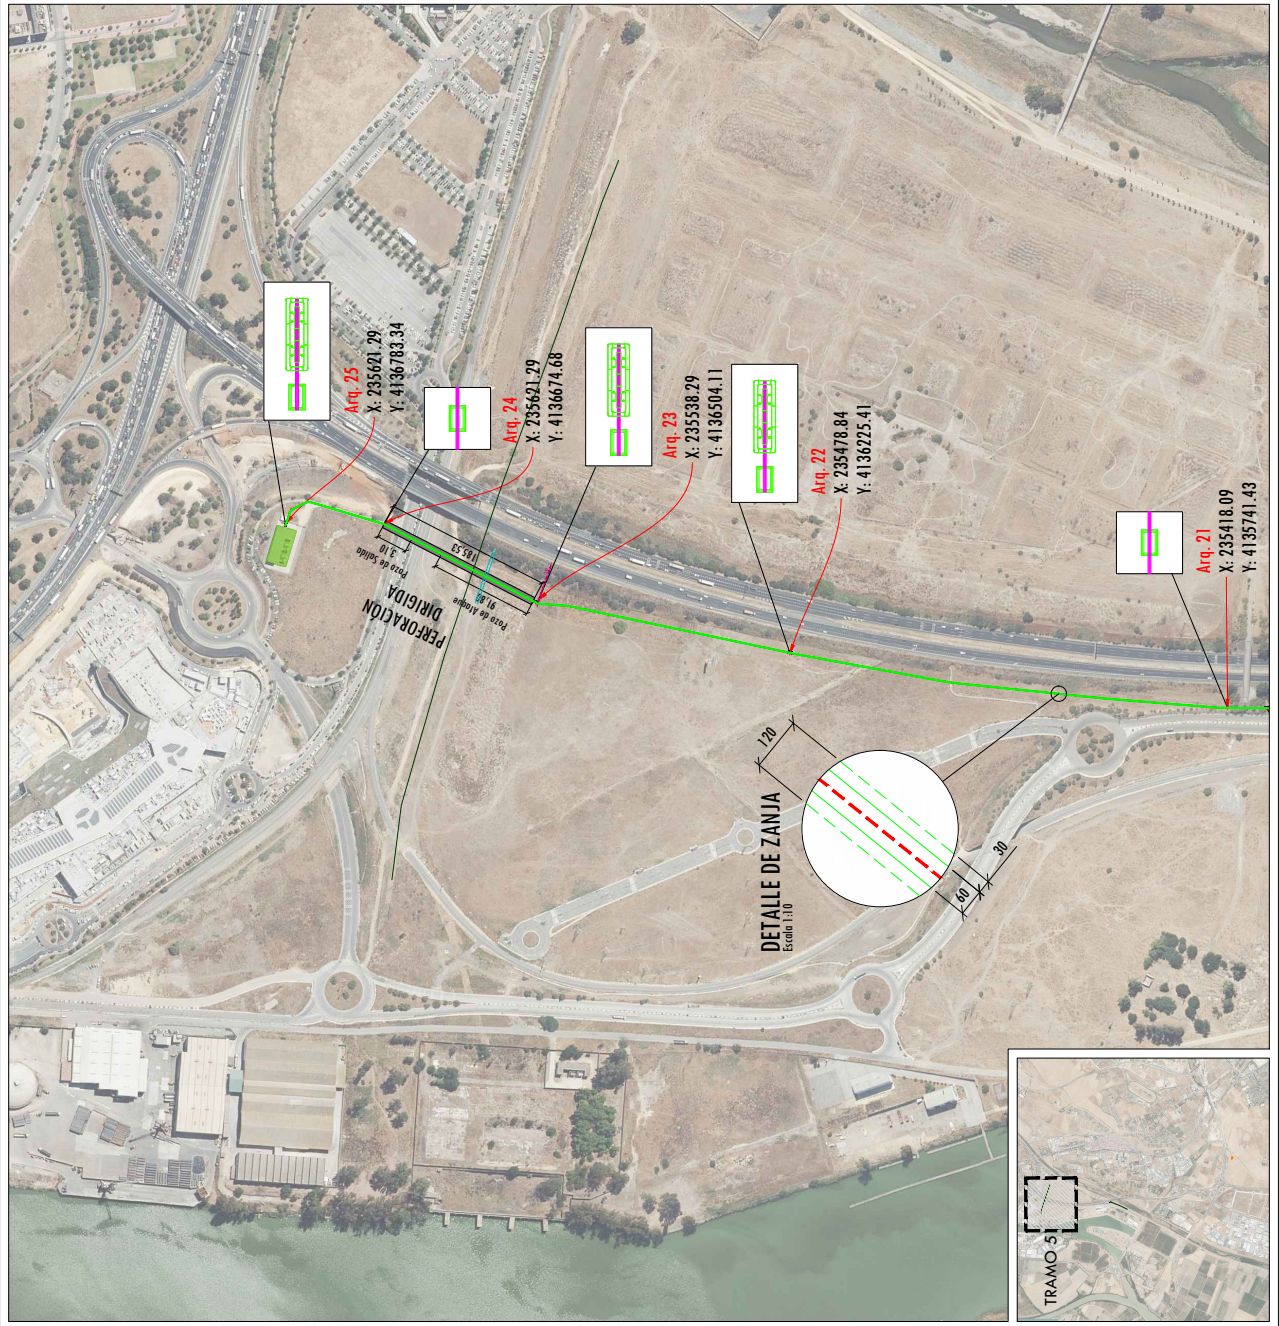 Arq. 25
X: 235621.29
Y: 4136783.34
Arq. 24
X: 235621.29
Y: 4136674.68
Arq. 23
X: 235538.29
Y: 4136504.11
Arq. 22
X: 235478.84
Y: 4136225.41
Arq. 21
X: 235418.09
Y: 4135741.43
PERFORACIÓN
DIRIGIDA
Pozo de Salida
3,10
185,53
91,80
Pozo de Ataque
DETALLE DE ZANJA
Escala 1:10
120
60
30
TRAMO 5